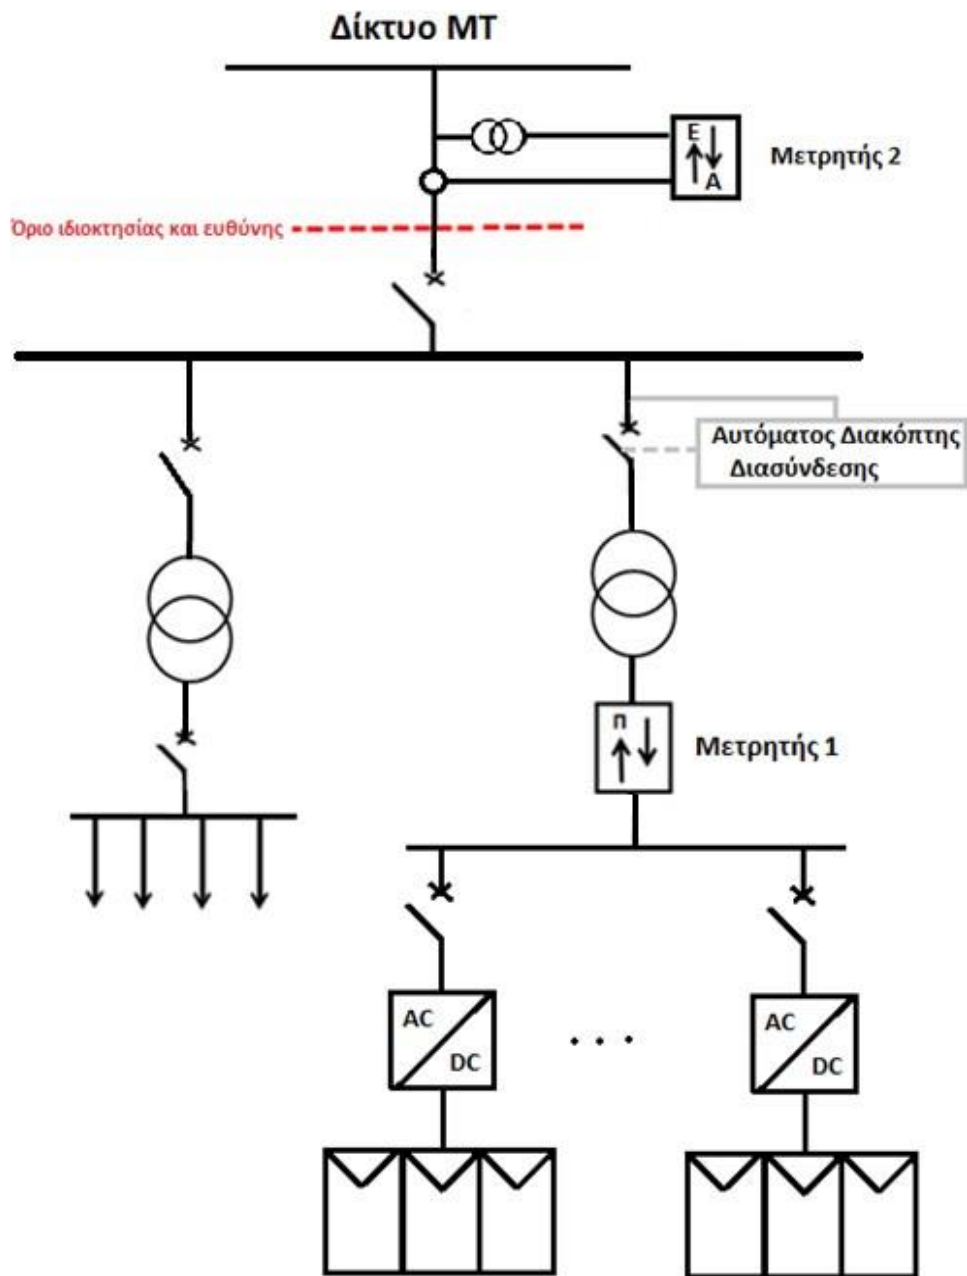 Δίκτυο ΜΤ
Ε
Α
Μετρητής 2
Όριο ιδιοκτησίας και ευθύνης
Αυτόματος Διακόπτης
Διασύνδεσης
Π
Μετρητής 1
AC
DC
AC
DC